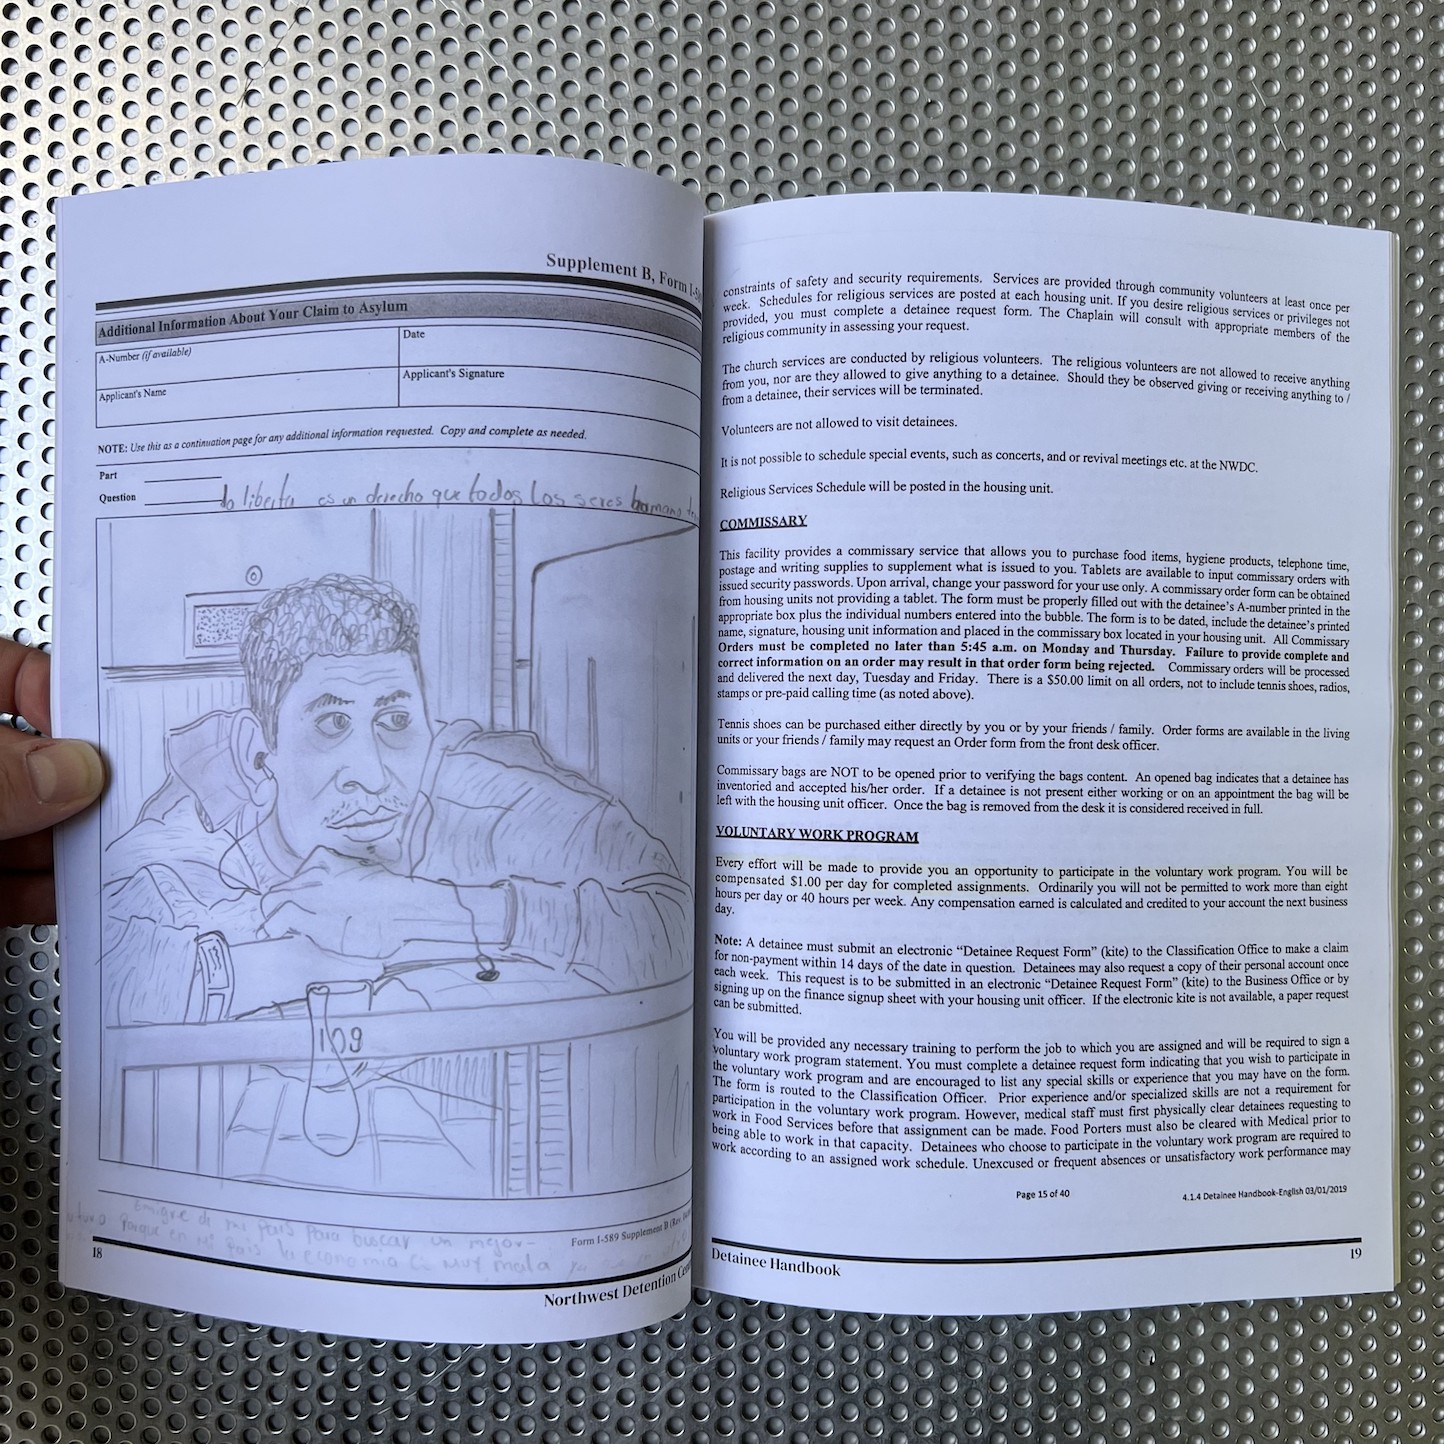 Supplement B, Form I-58
Additional Information About Your Claim to Asylum
A-Number (if available)
Date
Applicant's Name
Applicant's Signature
NOTE: Use this as a continuation page for any additional information requested. Copy and complete as needed.
Part
Question
la liberta es un derecho que todos los seres humano
109
Emigre de mi pais para buscar un mejor-
Porque en mi pais la economia muy mala
Form I-589 Supplement B (Rev.
18
Northwest Detention Cen
constraints of safety and security requirements. Services are provided through community volunteers at least once per
week. Schedules for religious services are posted at each housing unit. If you desire religious services or privileges not
provided, you must complete a detainee request form. The Chaplain will consult with appropriate members of the
religious community in assessing your request.
The church services are conducted by religious volunteers. The religious volunteers are not allowed to receive anything
from you, nor are they allowed to give anything to a detainee. Should they be observed giving or receiving anything to /
from a detainee, their services will be terminated.
Volunteers are not allowed to visit detainees.
It is not possible to schedule special events, such as concerts, and or revival meetings etc. at the NWDC.
Religious Services Schedule will be posted in the housing unit.
COMMISSARY
This facility provides a commissary service that allows you to purchase food items, hygiene products, telephone time,
postage and writing supplies to supplement what is issued to you. Tablets are available to input commissary orders with
issued security passwords. Upon arrival, change your password for your use only. A commissary order form can be obtained
from housing units not providing a tablet. The form must be properly filled out with the detainee's A-number printed in the
appropriate box plus the individual numbers entered into the bubble. The form is to be dated, include the detainee's printed
name, signature, housing unit information and placed in the commissary box located in your housing unit. All Commissary
Orders must be completed no later than 5:45 a.m. on Monday and Thursday. Failure to provide complete and
correct information on an order may result in that order form being rejected. Commissary orders will be processed
and delivered the next day, Tuesday and Friday. There is a $50.00 limit on all orders, not to include tennis shoes, radios,
stamps or pre-paid calling time (as noted above).
Tennis shoes can be purchased either directly by you or by your friends / family. Order forms are available in the living
units or your friends / family may request an Order form from the front desk officer.
Commissary bags are NOT to be opened prior to verifying the bags content. An opened bag indicates that a detainee has
inventoried and accepted his/her order. If a detainee is not present either working or on an appointment the bag will be
left with the housing unit officer. Once the bag is removed from the desk it is considered received in full.
VOLUNTARY WORK PROGRAM
Every effort will be made to provide you an opportunity to participate in the voluntary work program. You will be
compensated $1.00 per day for completed assignments. Ordinarily you will not be permitted to work more than eight
hours per day or 40 hours per week. Any compensation earned is calculated and credited to your account the next business
day.
Note: A detainee must submit an electronic “Detainee Request Form” (kite) to the Classification Office to make a claim
for non-payment within 14 days of the date in question. Detainees may also request a copy of their personal account once
each week. This request is to be submitted in an electronic “Detainee Request Form” (kite) to the Business Office or by
signing up on the finance signup sheet with your housing unit officer. If the electronic kite is not available, a paper request
can be submitted.
You will be provided any necessary training to perform the job to which you are assigned and will be required to sign a
voluntary work program statement. You must complete a detainee request form indicating that you wish to participate in
the voluntary work program and are encouraged to list any special skills or experience that you may have on the form.
The form is routed to the Classification Officer. Prior experience and/or specialized skills are not a requirement for
participation in the voluntary work program. However, medical staff must first physically clear detainees requesting to
work in Food Services before that assignment can be made. Food Porters must also be cleared with Medical prior to
being able to work in that capacity. Detainees who choose to participate in the voluntary work program are required to
work according to an assigned work schedule. Unexcused or frequent absences or unsatisfactory work performance may
Page 15 of 40
4.1.4 Detainee Handbook-English 03/01/2019
Detainee Handbook
19